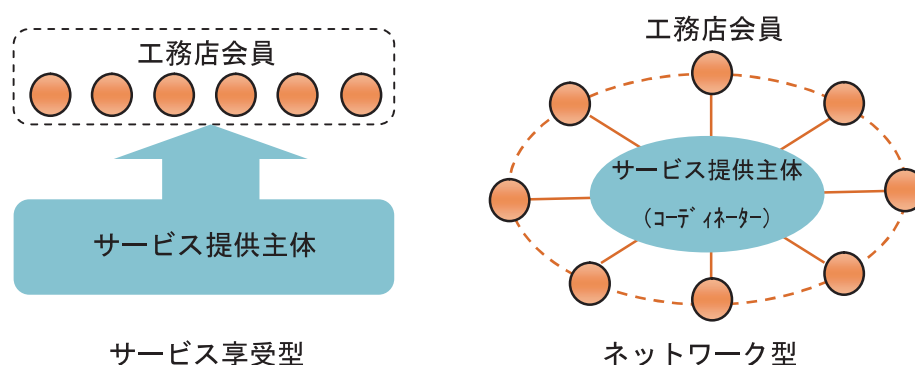 工務店会員
サービス提供主体
サービス享受型
工務店会員
サービス提供主体
（コーディネーター）
ネットワーク型